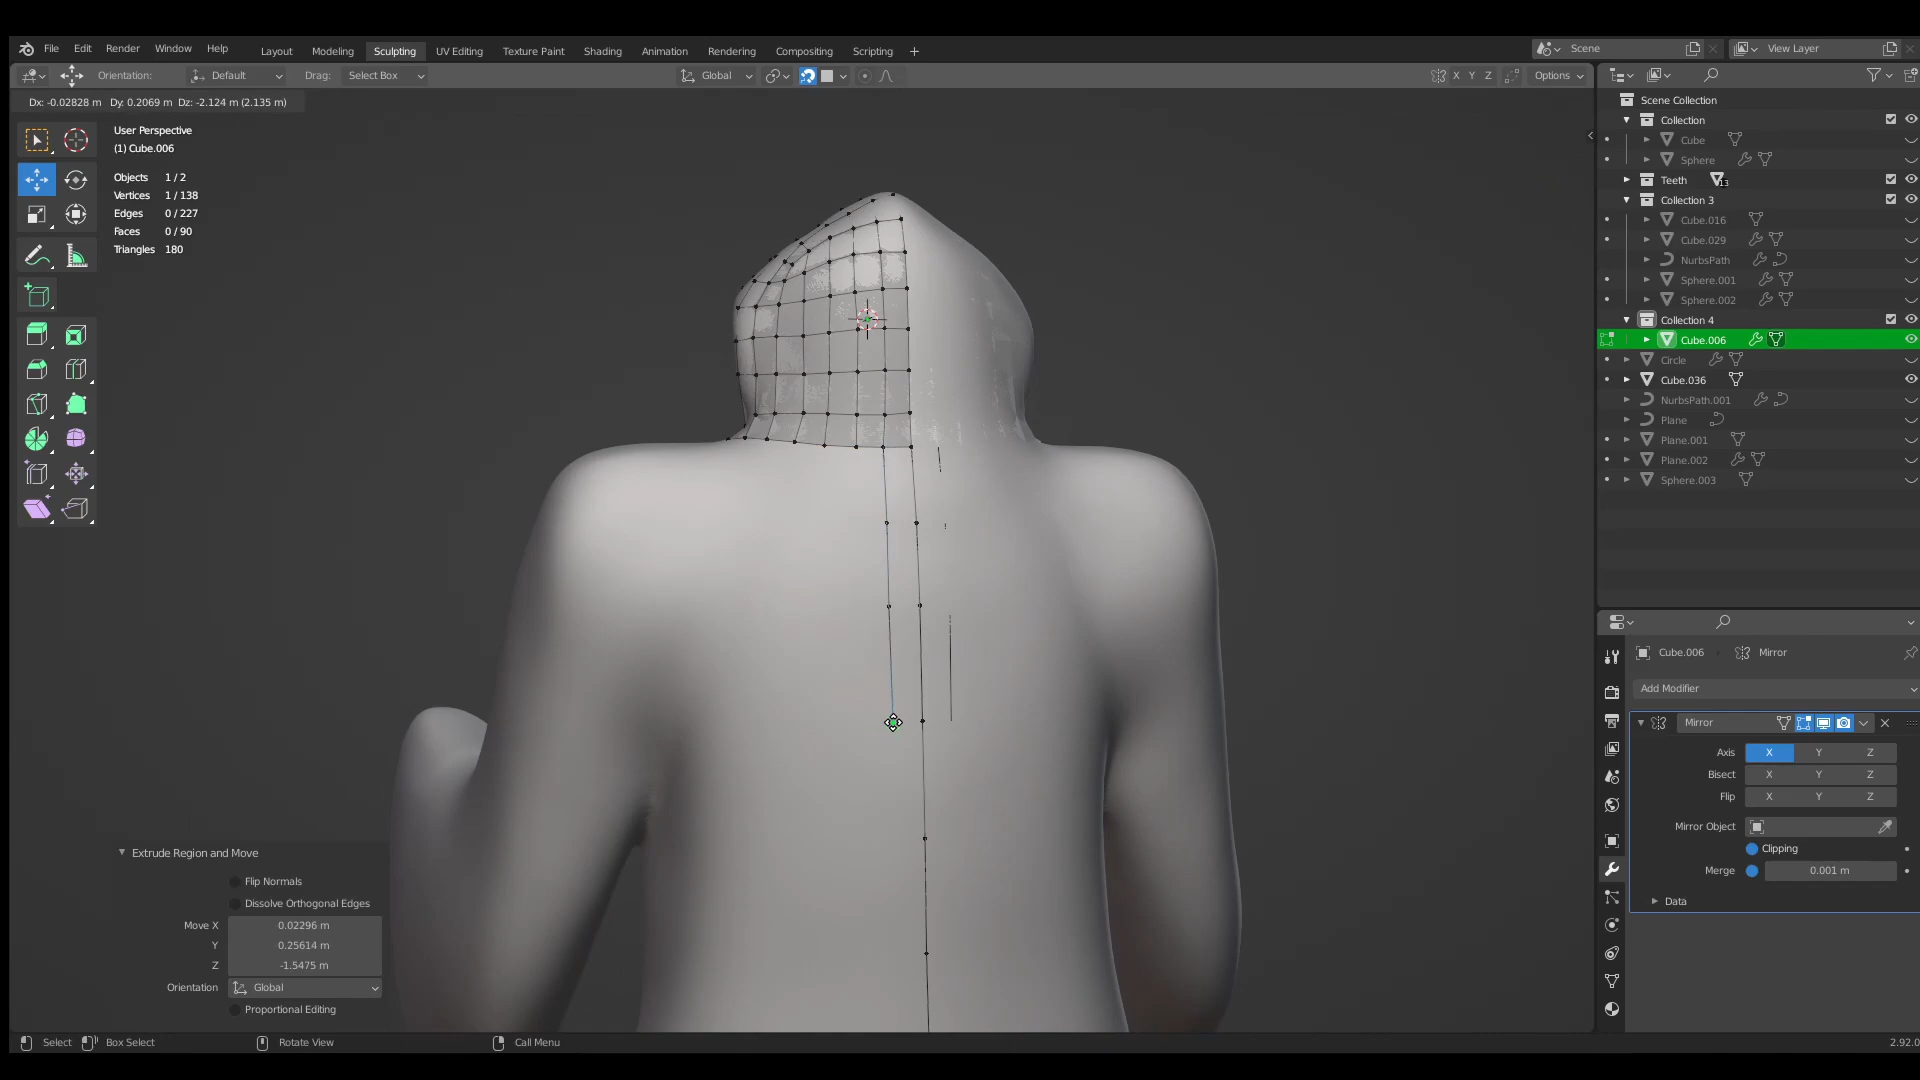 File Edit Render Window Help Layout Modeling Sculpting UV Editing Texture Paint Shading Animation Rendering Compositing Scripting + Scene View Layer
Orientation: Default Drag: Select Box Global X Y Z Options
Dx: -0.02828 m Dy: 0.2069 m Dz: -2.124 m (2.135 m)
User Perspective
(1) Cube.006
Objects 1 / 2
Vertices 1 / 138
Edges 0 / 227
Faces 0 / 90
Triangles 180
Scene Collection
Collection
Cube
Sphere
Teeth 13
Collection 3
Cube.016
Cube.029
NurbsPath
Sphere.001
Sphere.002
Collection 4
Cube.006
Circle
Cube.036
NurbsPath.001
Plane
Plane.001
Plane.002
Sphere.003
Cube.006 Mirror
Add Modifier
Mirror
Axis X Y Z
Bisect X Y Z
Flip X Y Z
Mirror Object
Clipping
Merge 0.001 m
Data
Extrude Region and Move
Flip Normals
Dissolve Orthogonal Edges
Move X 0.02296 m
Y 0.25614 m
Z -1.5475 m
Orientation Global
Proportional Editing
Select Box Select Rotate View Call Menu 2.92.0